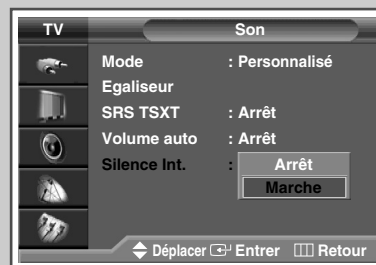 TV Son
Mode : Personnalisé
Egaliseur
SRS TSXT : Arrêt
Volume auto : Arrêt
Silence Int. : Arrêt
Marche
Déplacer Entrer Retour